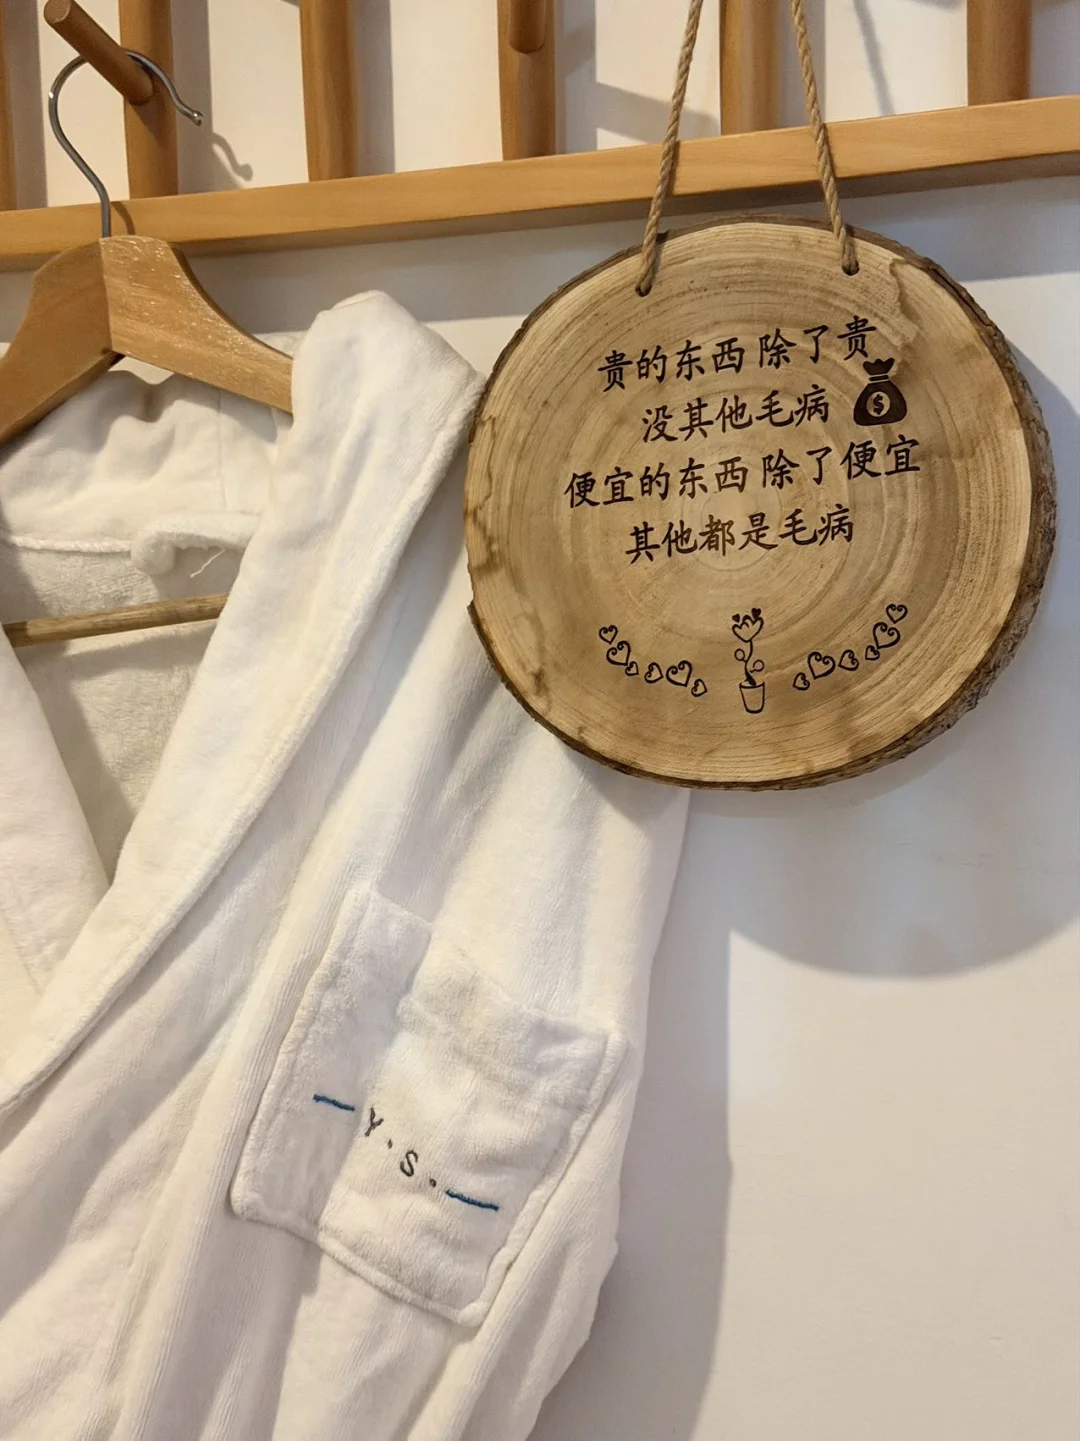 贵的东西 除了贵
没其他毛病
便宜的东西 除了便宜
其他都是毛病
$
Y.S.